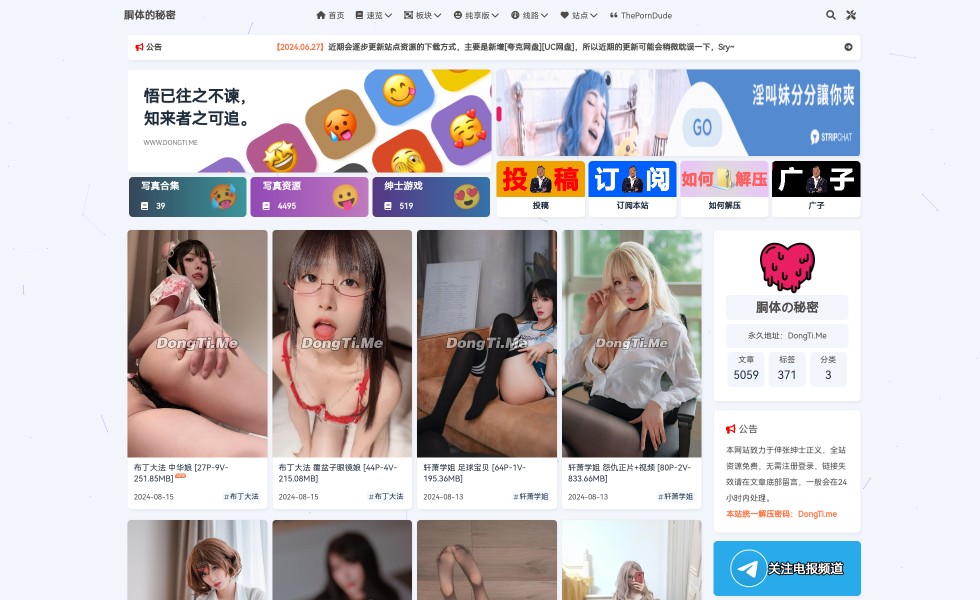 胴体的秘密
首页 速览 板块 纯享版 线路 站点 ThePornDude
公告
【2024.06.27】近期会逐步更新站点资源的下载方式，主要是新增[夸克网盘][UC网盘]，所以近期的更新可能会稍微耽误一下，Sry~
悟已往之不谏，
知来者之可追。
WWW.DONGTI.ME
淫叫妹分分讓你爽
GO
STRIPCHAT
写真合集
39
写真资源
4495
绅士游戏
519
投稿
订阅
如何解压
广子
投稿
订阅本站
如何解压
广子
DongTi.Me
DongTi.Me
DongTi.Me
DongTi.Me
布丁大法 中华娘 [27P-9V-
251.85MB]
2024-08-15
#布丁大法
布丁大法 覆盆子眼镜娘 [44P-4V-
215.08MB]
2024-08-15
#布丁大法
轩萧学姐 足球宝贝 [64P-1V-
195.36MB]
2024-08-13
#轩萧学姐
轩萧学姐 怨仇正片+视频 [80P-2V-
833.66MB]
2024-08-13
#轩萧学姐
胴体の秘密
永久地址：DongTi.Me
文章 标签 分类
5059 371 3
公告
本网站致力于伸张绅士正义，全站
资源免费，无需注册登录，链接失
效请在文章底部留言，一般会在24
小时内处理。
本站统一解压密码：DongTi.me
关注电报频道